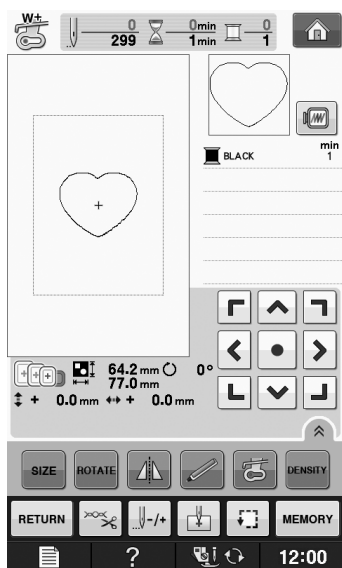 W+
0
299
0min
1min
0
1
BLACK
min
1
64.2 mm 0°
77.0 mm
+ 0.0 mm + 0.0 mm
SIZE ROTATE DENSITY
RETURN -/+ MEMORY
? 12:00